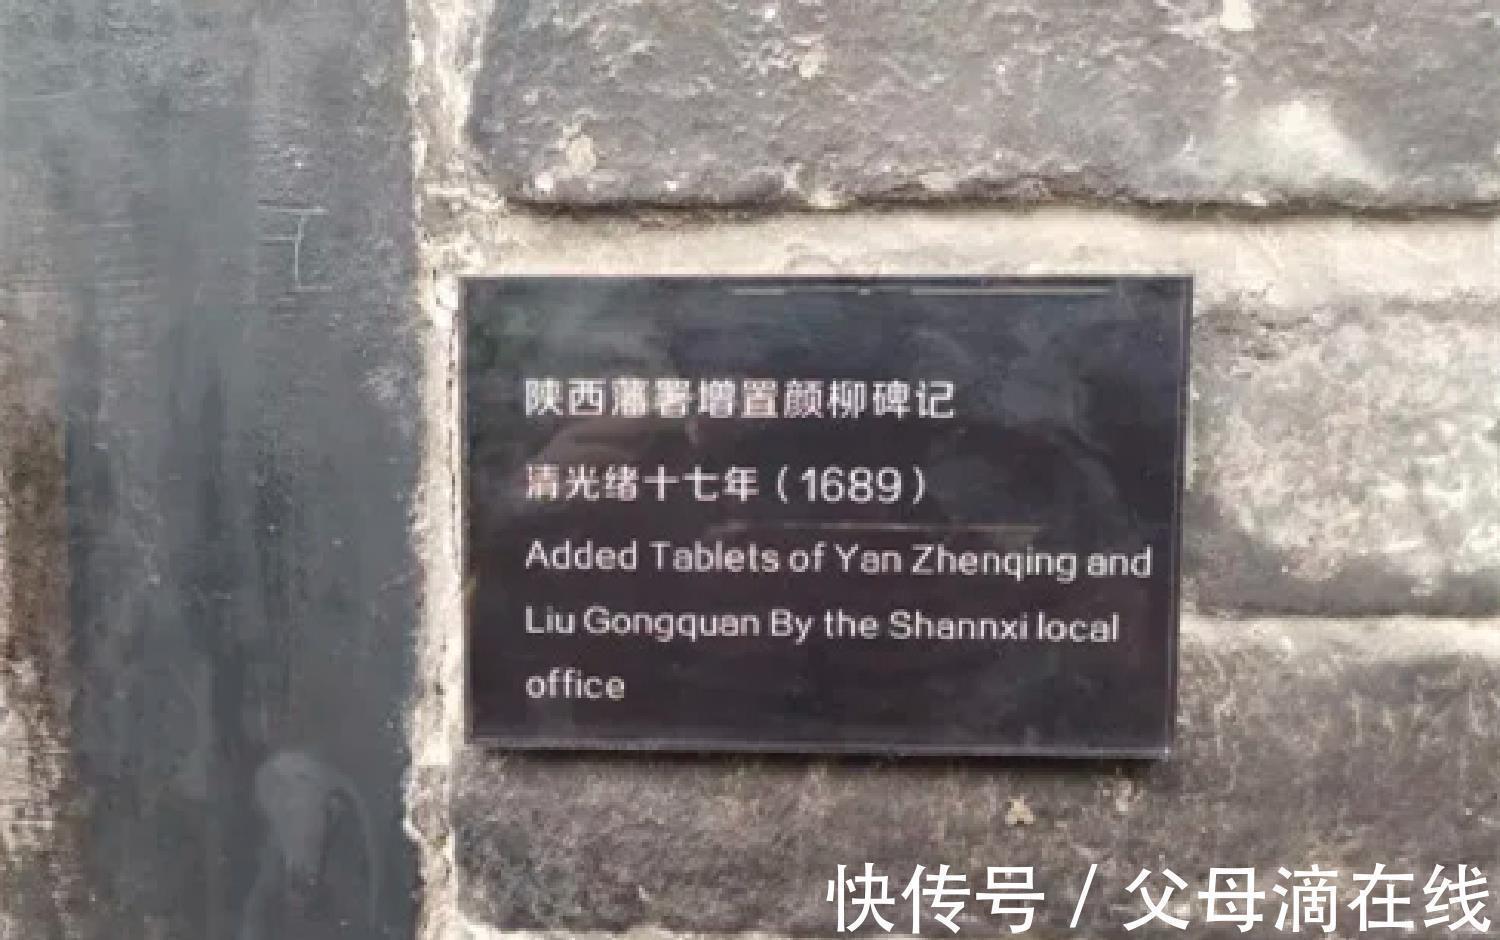 陕西藩署增置颜柳碑记
清光绪十七年（1689）
Added Tablets of Yan Zhenqing and
Liu Gongquan By the Shannxi local
office
快传号 / 父母滴在线